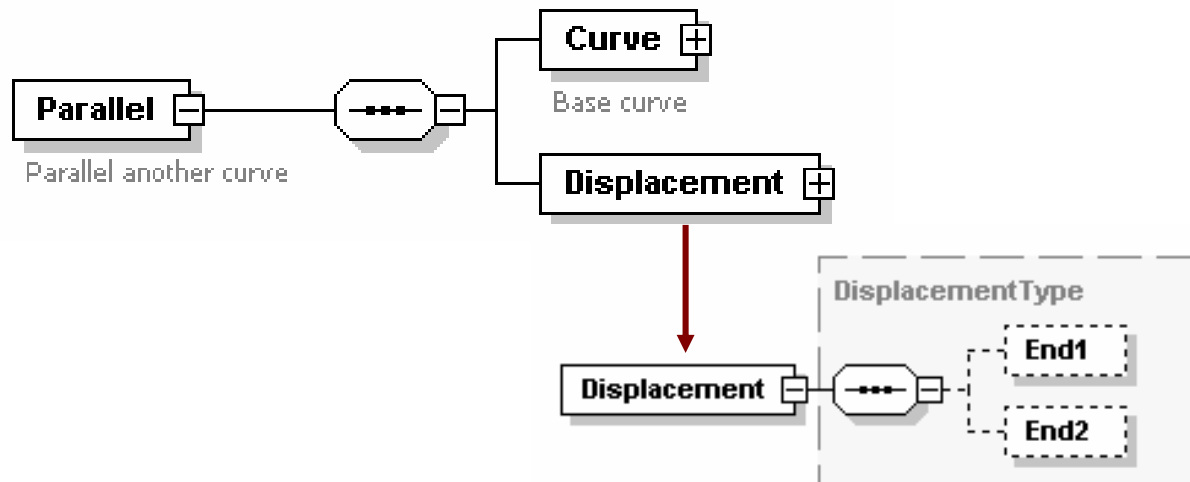 Curve
Base curve
Parallel
Parallel another curve
Displacement
DisplacementType
End1
Displacement
End2